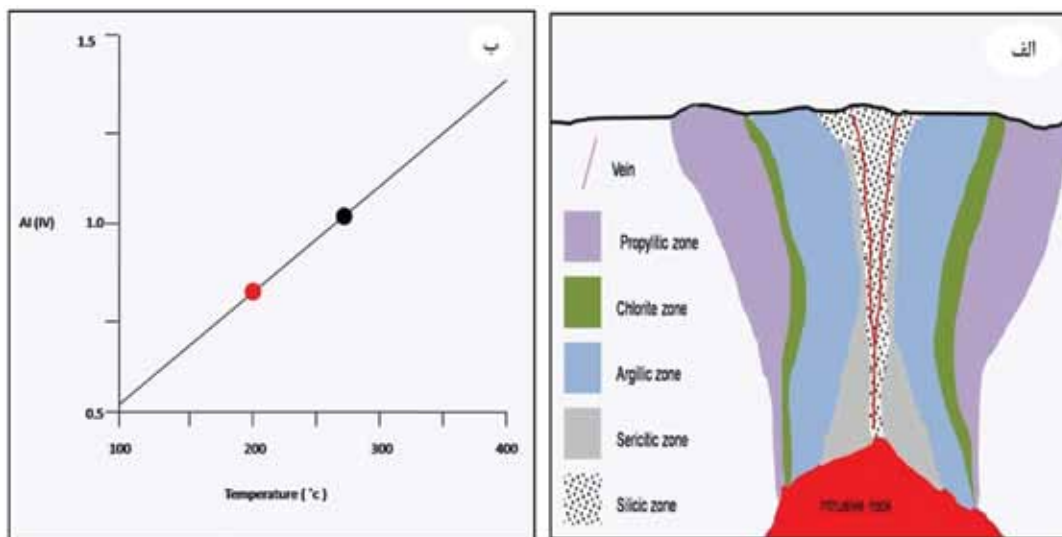 ب
1.5
Al (IV)
1.0
0.5
100
200
300
400
Temperature (°c)
الف
Vein
Propylitic zone
Chlorite zone
Argilic zone
Sericitic zone
Silicic zone
intrusive rock